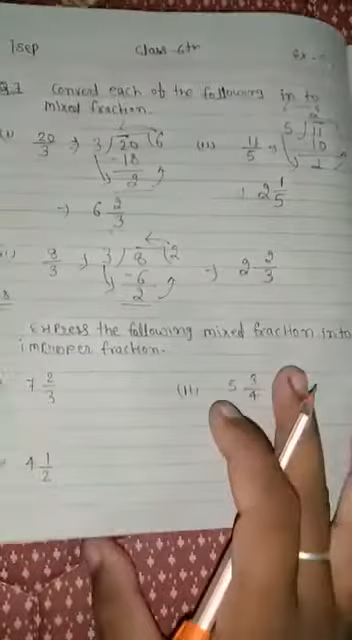 1sep Class-6th Ex-
Q.1 Convert each of the following in to
mixed fraction.
(i) 20/3 => 3/20(6 (ii) 11/5 => 5/11
-18 10
2 1
-> 6 2/3 2 1/5
8/3 3/8(2 -> 2 2/3
-6
2
Express the following mixed fraction into
improper fraction.
7 2/3 (ii) 5 3/4
4 1/2